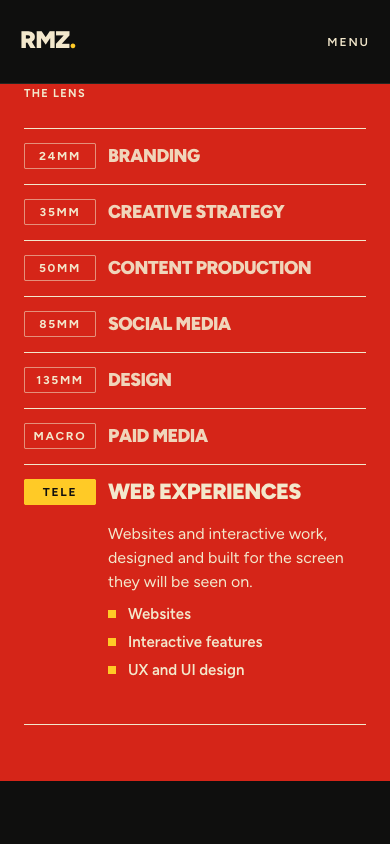 RMZ.
MENU
THE LENS
24MM BRANDING
35MM CREATIVE STRATEGY
50MM CONTENT PRODUCTION
85MM SOCIAL MEDIA
135MM DESIGN
MACRO PAID MEDIA
TELE WEB EXPERIENCES
Websites and interactive work,
designed and built for the screen
they will be seen on.
Websites
Interactive features
UX and UI design